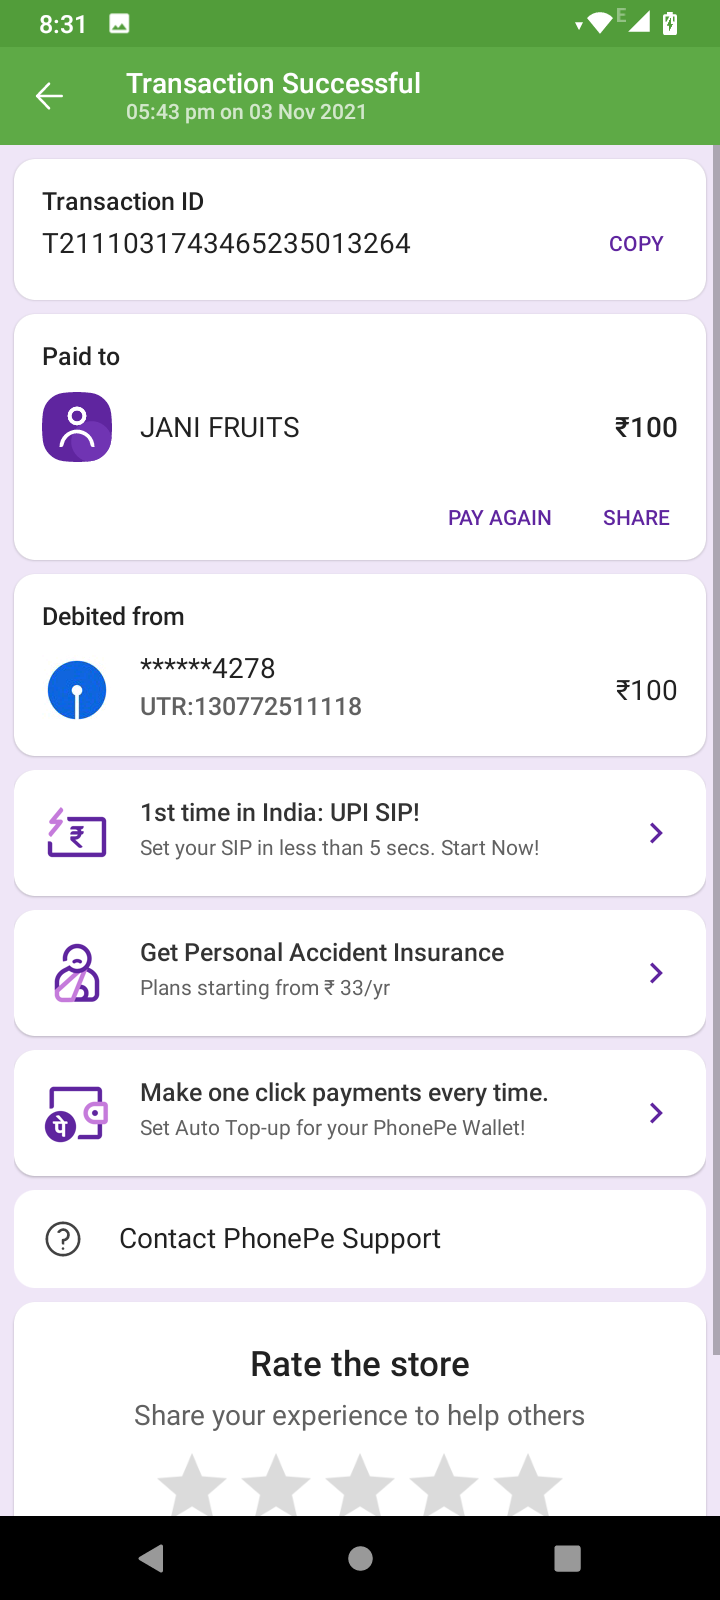 8:31
E
Transaction Successful
05:43 pm on 03 Nov 2021
Transaction ID
T2111031743465235013264
COPY
Paid to
JANI FRUITS
₹100
PAY AGAIN
SHARE
Debited from
******4278
UTR:130772511118
₹100
1st time in India: UPI SIP!
Set your SIP in less than 5 secs. Start Now!
₹
Get Personal Accident Insurance
Plans starting from ₹ 33/yr
Make one click payments every time.
Set Auto Top-up for your PhonePe Wallet!
पे
Contact PhonePe Support
Rate the store
Share your experience to help others